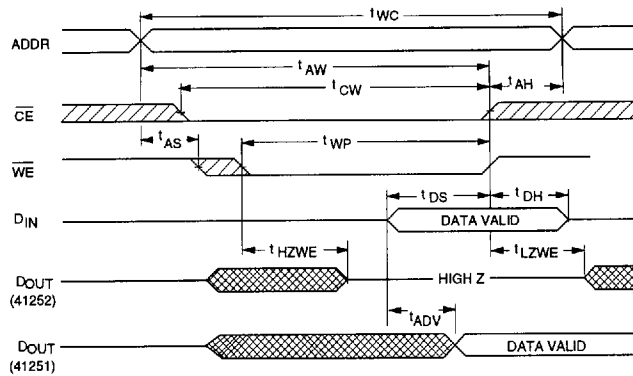 tWC
ADDR
tAW
tAH
tCW
CE
tAS
tWP
WE
tDS
tDH
DIN
DATA VALID
tHZWE
tLZWE
DOUT
(41252)
HIGH Z
tADV
DOUT
(41251)
DATA VALID